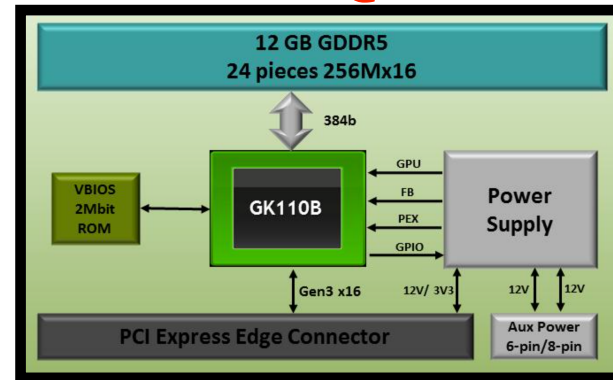 12 GB GDDR5
24 pieces 256Mx16
384b
VBIOS
2Mbit
ROM
GK110B
GPU
FB
PEX
GPIO
Power
Supply
Gen3 x16
12V/ 3V3
12V
12V
PCI Express Edge Connector
Aux Power
6-pin/8-pin